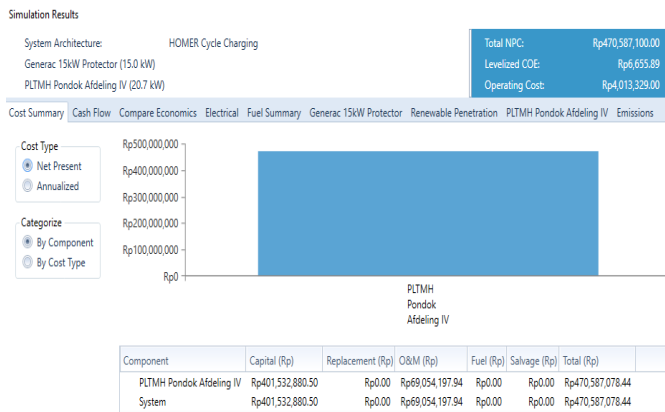 Simulation Results
System Architecture: HOMER Cycle Charging
Generac 15kW Protector (15.0 kW)
PLTMH Pondok Afdeling IV (20.7 kW)
Total NPC: Rp470,587,100.00
Levelized COE: Rp6,655.89
Operating Cost: Rp4,013,329.00
Cost Summary Cash Flow Compare Economics Electrical Fuel Summary Generac 15kW Protector Renewable Penetration PLTMH Pondok Afdeling IV Emissions
Cost Type
Net Present
Annualized
Categorize
By Component
By Cost Type
Rp500,000,000
Rp400,000,000
Rp300,000,000
Rp200,000,000
Rp100,000,000
Rp0
PLTMH
Pondok
Afdeling IV
Component Capital (Rp) Replacement (Rp) O&M (Rp) Fuel (Rp) Salvage (Rp) Total (Rp)
PLTMH Pondok Afdeling IV Rp401,532,880.50 Rp0.00 Rp69,054,197.94 Rp0.00 Rp0.00 Rp470,587,078.44
System Rp401,532,880.50 Rp0.00 Rp69,054,197.94 Rp0.00 Rp0.00 Rp470,587,078.44